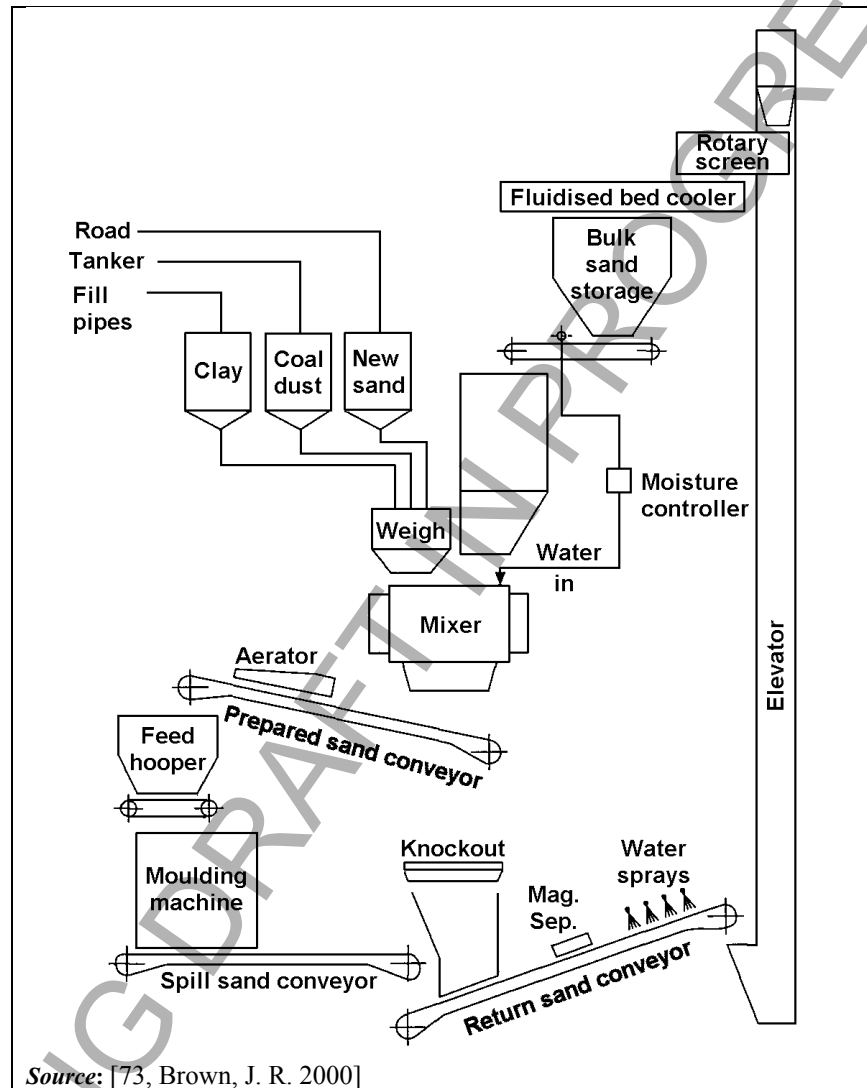 Rotary
screen
Fluidised bed cooler
Bulk
sand
storage
Road
Tanker
Fill
pipes
Clay
Coal
dust
New
sand
Moisture
controller
Weigh
Water
in
Mixer
Elevator
Aerator
Prepared sand conveyor
Feed
hooper
Moulding
machine
Knockout
Mag.
Sep.
Water
sprays
Spill sand conveyor
Return sand conveyor
Source: [73, Brown, J. R. 2000]
NG DRAFT IN PROGRE